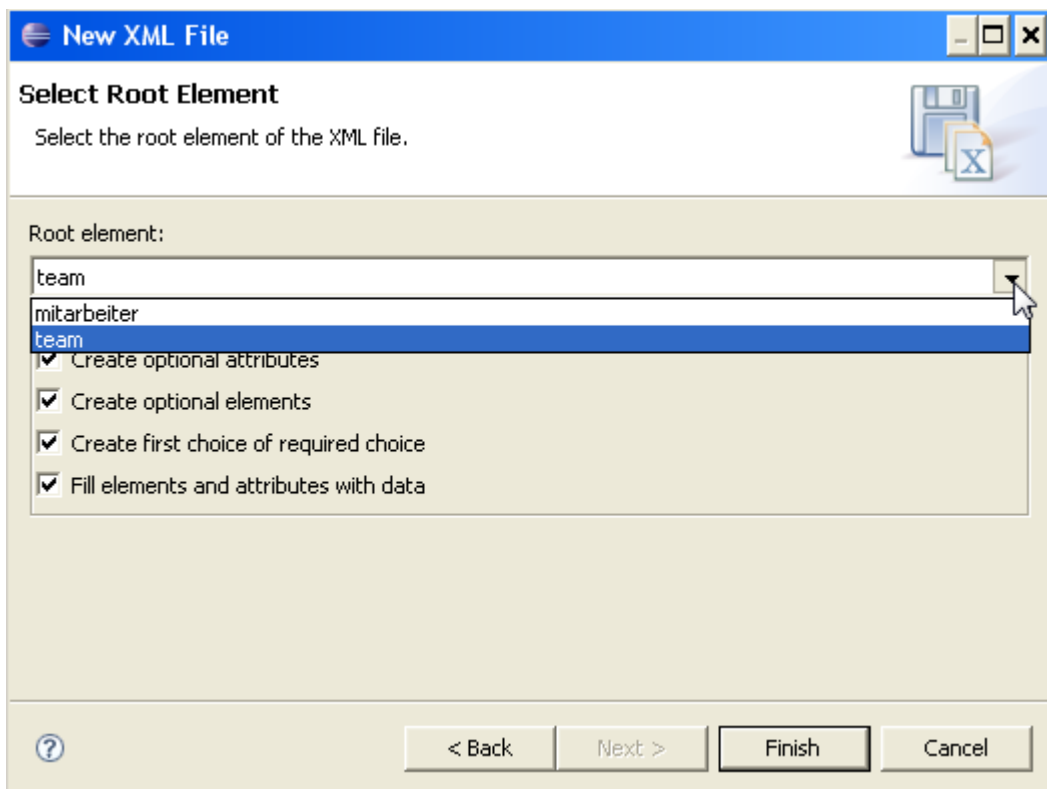 New XML File
Select Root Element
Select the root element of the XML file.
X
Root element:
team
mitarbeiter
team
Create optional attributes
Create optional elements
Create first choice of required choice
Fill elements and attributes with data
? < Back Next > Finish Cancel